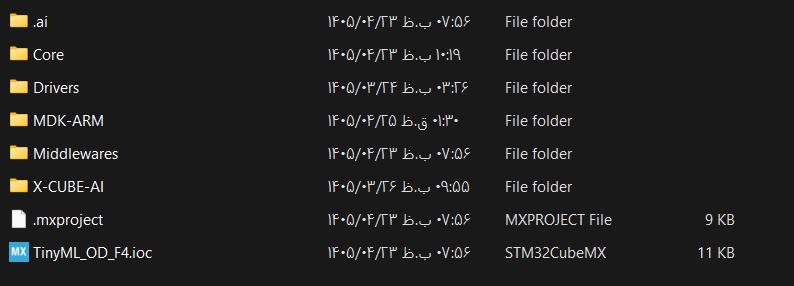 .ai ۱۴۰۵/۰۴/۲۳ ب.ظ ۰۷:۵۶ File folder
Core ۱۴۰۵/۰۴/۲۳ ب.ظ ۱۰:۱۹ File folder
Drivers ۱۴۰۵/۰۳/۲۴ ب.ظ ۰۳:۲۶ File folder
MDK-ARM ۱۴۰۵/۰۴/۲۵ ق.ظ ۰۱:۳۰ File folder
Middlewares ۱۴۰۵/۰۴/۲۳ ب.ظ ۰۷:۵۶ File folder
X-CUBE-AI ۱۴۰۵/۰۳/۲۶ ب.ظ ۰۹:۵۵ File folder
.mxproject ۱۴۰۵/۰۴/۲۳ ب.ظ ۰۷:۵۶ MXPROJECT File 9 KB
MX TinyML_OD_F4.ioc ۱۴۰۵/۰۴/۲۳ ب.ظ ۰۷:۵۶ STM32CubeMX 11 KB